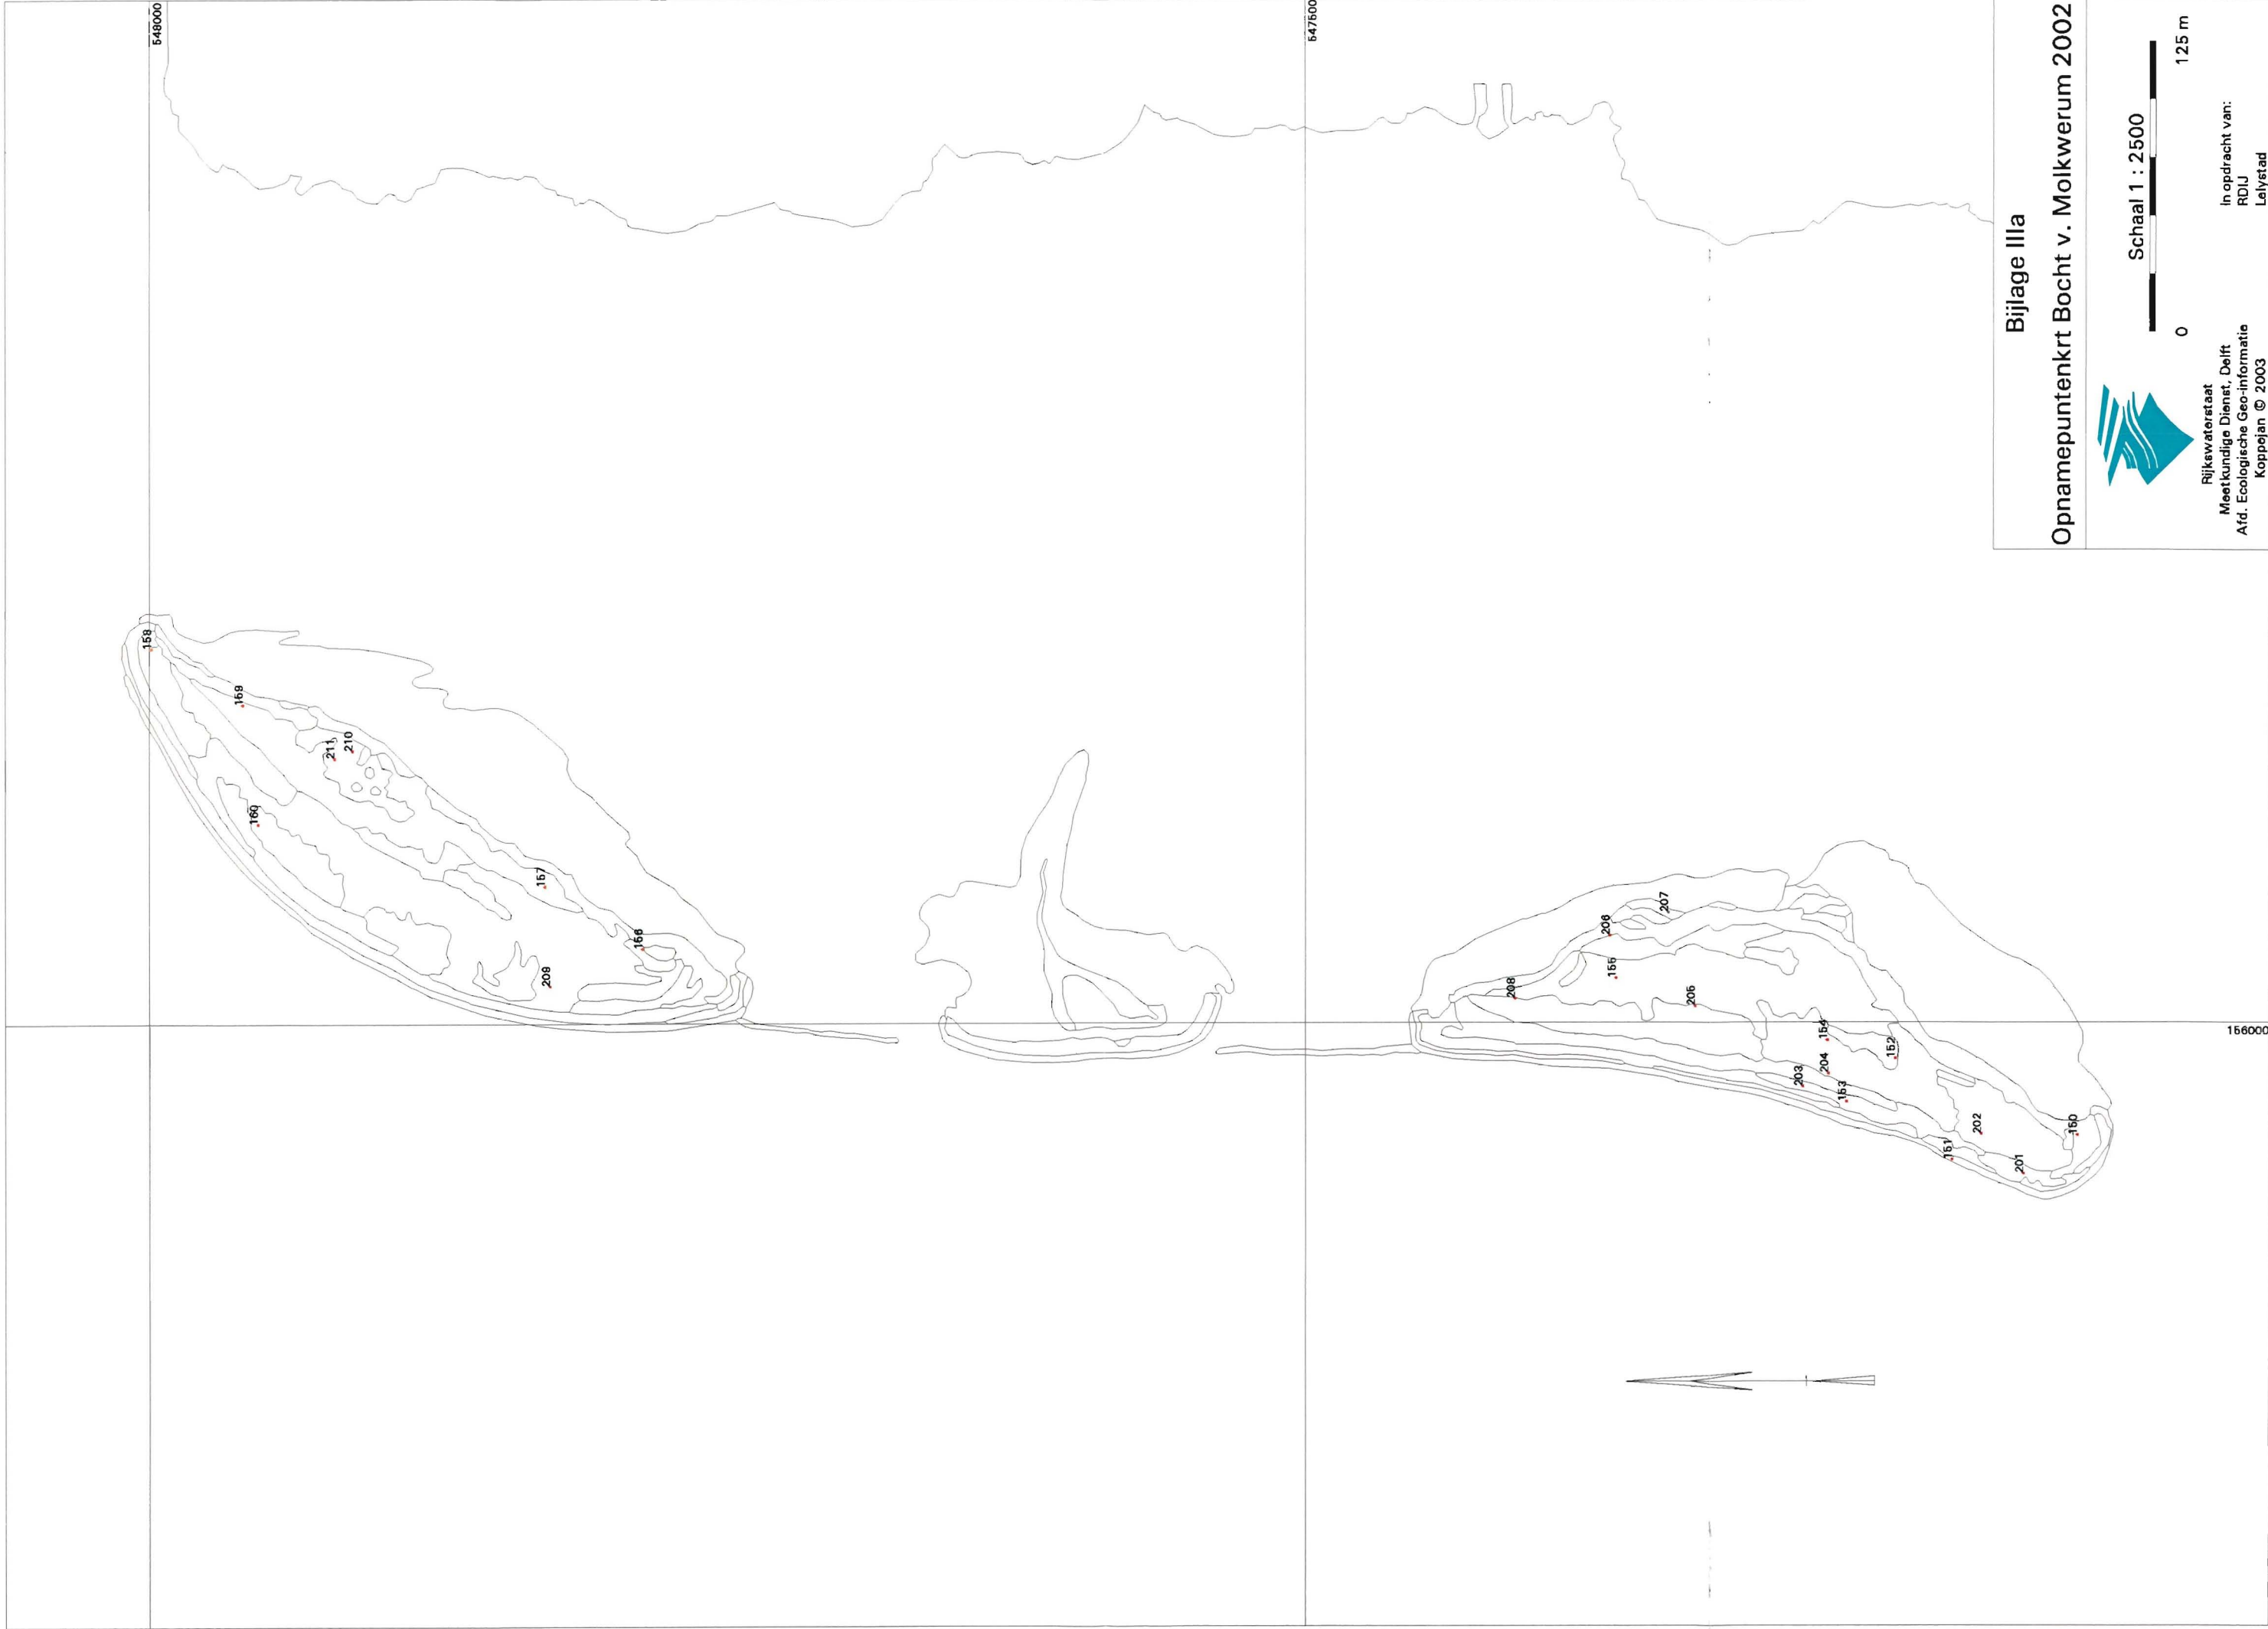 548000
547500
156000
158
159
211
210
160
157
156
209
206
207
155
208
205
154
152
204
203
153
202
150
151
201
Bijlage IIIa
Opnamepuntenkrt Bocht v. Molkwerum 2002
Schaal 1 : 2500
0
125 m
Rijkswaterstaat
Meetkundige Dienst, Delft
Afd. Ecologische Geo-informatie
Koppejan © 2003
In opdracht van:
RDIJ
Lelystad